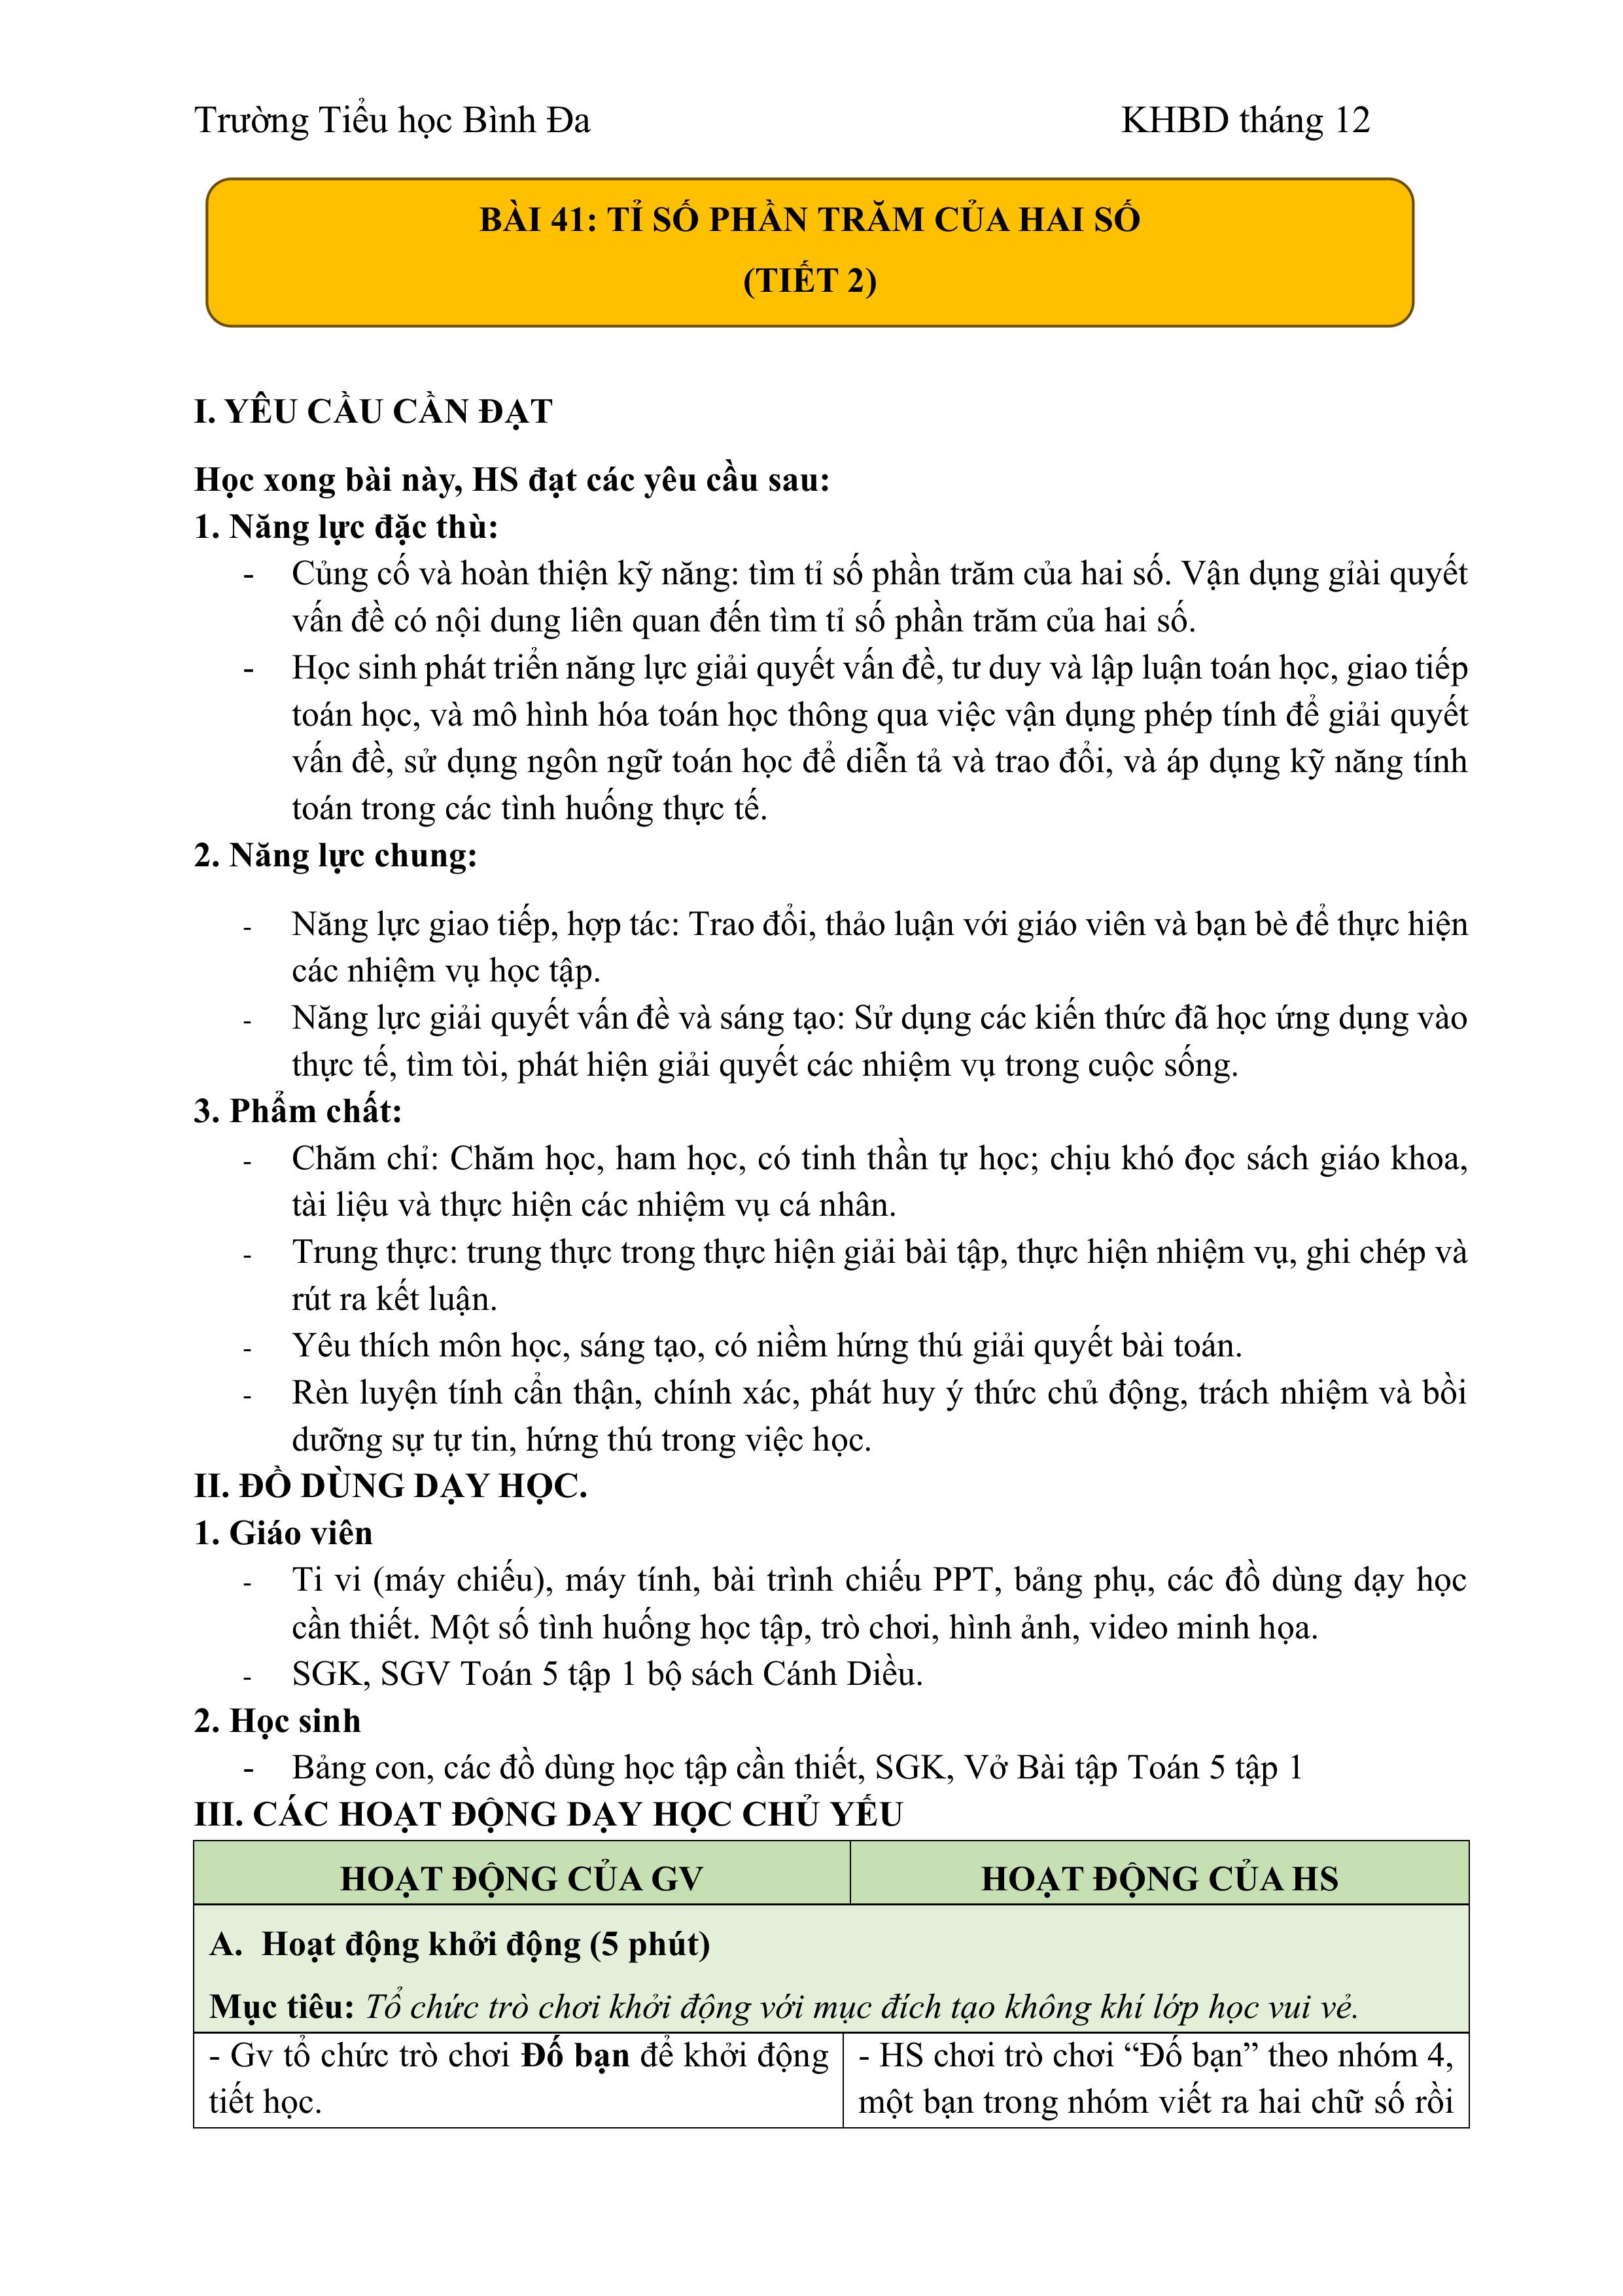 Trường Tiểu học Bình Đa KHBD tháng 12
BÀI 41: TỈ SỐ PHẦN TRĂM CỦA HAI SỐ
(TIẾT 2)
I. YÊU CẦU CẦN ĐẠT
Học xong bài này, HS đạt các yêu cầu sau:
1. Năng lực đặc thù:
- Củng cố và hoàn thiện kỹ năng: tìm tỉ số phần trăm của hai số. Vận dụng giải quyết
vấn đề có nội dung liên quan đến tìm tỉ số phần trăm của hai số.
- Học sinh phát triển năng lực giải quyết vấn đề, tư duy và lập luận toán học, giao tiếp
toán học, và mô hình hóa toán học thông qua việc vận dụng phép tính để giải quyết
vấn đề, sử dụng ngôn ngữ toán học để diễn tả và trao đổi, và áp dụng kỹ năng tính
toán trong các tình huống thực tế.
2. Năng lực chung:
- Năng lực giao tiếp, hợp tác: Trao đổi, thảo luận với giáo viên và bạn bè để thực hiện
các nhiệm vụ học tập.
- Năng lực giải quyết vấn đề và sáng tạo: Sử dụng các kiến thức đã học ứng dụng vào
thực tế, tìm tòi, phát hiện giải quyết các nhiệm vụ trong cuộc sống.
3. Phẩm chất:
- Chăm chỉ: Chăm học, ham học, có tinh thần tự học; chịu khó đọc sách giáo khoa,
tài liệu và thực hiện các nhiệm vụ cá nhân.
- Trung thực: trung thực trong thực hiện giải bài tập, thực hiện nhiệm vụ, ghi chép và
rút ra kết luận.
- Yêu thích môn học, sáng tạo, có niềm hứng thú giải quyết bài toán.
- Rèn luyện tính cẩn thận, chính xác, phát huy ý thức chủ động, trách nhiệm và bồi
dưỡng sự tự tin, hứng thú trong việc học.
II. ĐỒ DÙNG DẠY HỌC.
1. Giáo viên
- Ti vi (máy chiếu), máy tính, bài trình chiếu PPT, bảng phụ, các đồ dùng dạy học
cần thiết. Một số tình huống học tập, trò chơi, hình ảnh, video minh họa.
- SGK, SGV Toán 5 tập 1 bộ sách Cánh Diều.
2. Học sinh
- Bảng con, các đồ dùng học tập cần thiết, SGK, Vở Bài tập Toán 5 tập 1
III. CÁC HOẠT ĐỘNG DẠY HỌC CHỦ YẾU
HOẠT ĐỘNG CỦA GV HOẠT ĐỘNG CỦA HS
A. Hoạt động khởi động (5 phút)
Mục tiêu: Tổ chức trò chơi khởi động với mục đích tạo không khí lớp học vui vẻ.
- Gv tổ chức trò chơi Đố bạn để khởi động
tiết học.
- HS chơi trò chơi “Đố bạn” theo nhóm 4,
một bạn trong nhóm viết ra hai chữ số rồi